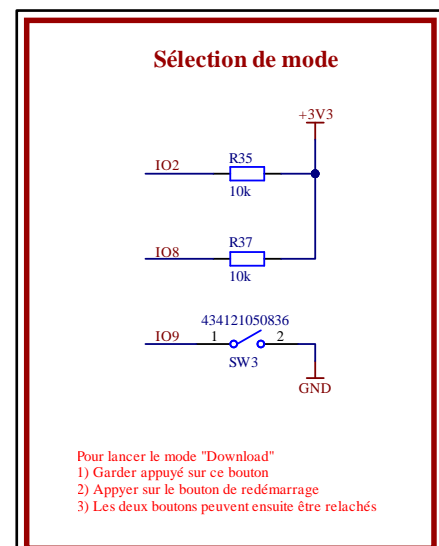 Sélection de mode
+3V3
R35
IO2
10k
R37
IO8
10k
434121050836
IO9
1
2
SW3
GND
Pour lancer le mode "Download"
1) Garder appuyé sur ce bouton
2) Appyer sur le bouton de redémarrage
3) Les deux boutons peuvent ensuite être relachés